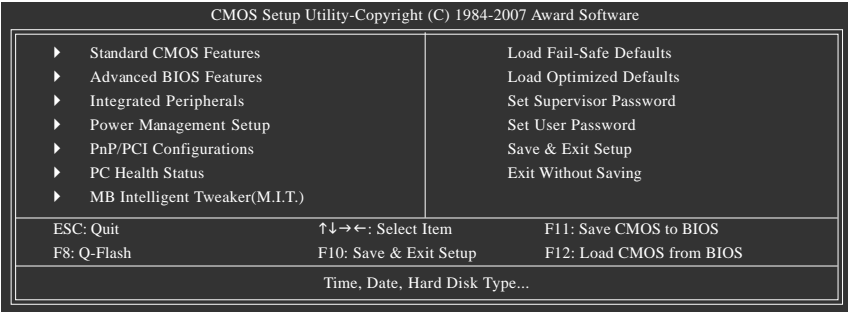 CMOS Setup Utility-Copyright (C) 1984-2007 Award Software
Standard CMOS Features
Advanced BIOS Features
Integrated Peripherals
Power Management Setup
PnP/PCI Configurations
PC Health Status
MB Intelligent Tweaker(M.I.T.)
Load Fail-Safe Defaults
Load Optimized Defaults
Set Supervisor Password
Set User Password
Save & Exit Setup
Exit Without Saving
ESC: Quit ↑↓→←: Select Item F11: Save CMOS to BIOS
F8: Q-Flash F10: Save & Exit Setup F12: Load CMOS from BIOS
Time, Date, Hard Disk Type...